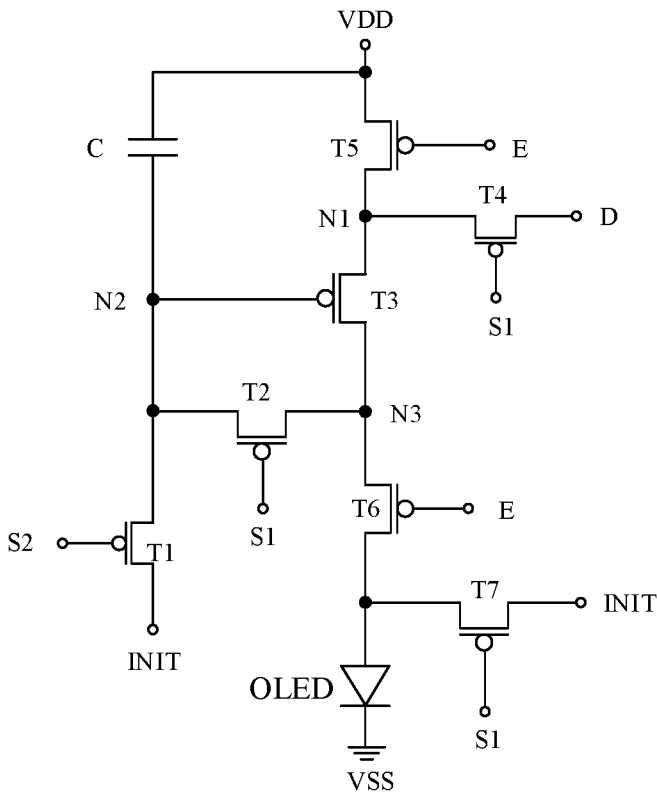 VDD
C
T5
E
T4
N1
D
N2
T3
S1
T2
N3
T6
E
S2
T1
S1
T7
INIT
INIT
OLED
S1
VSS